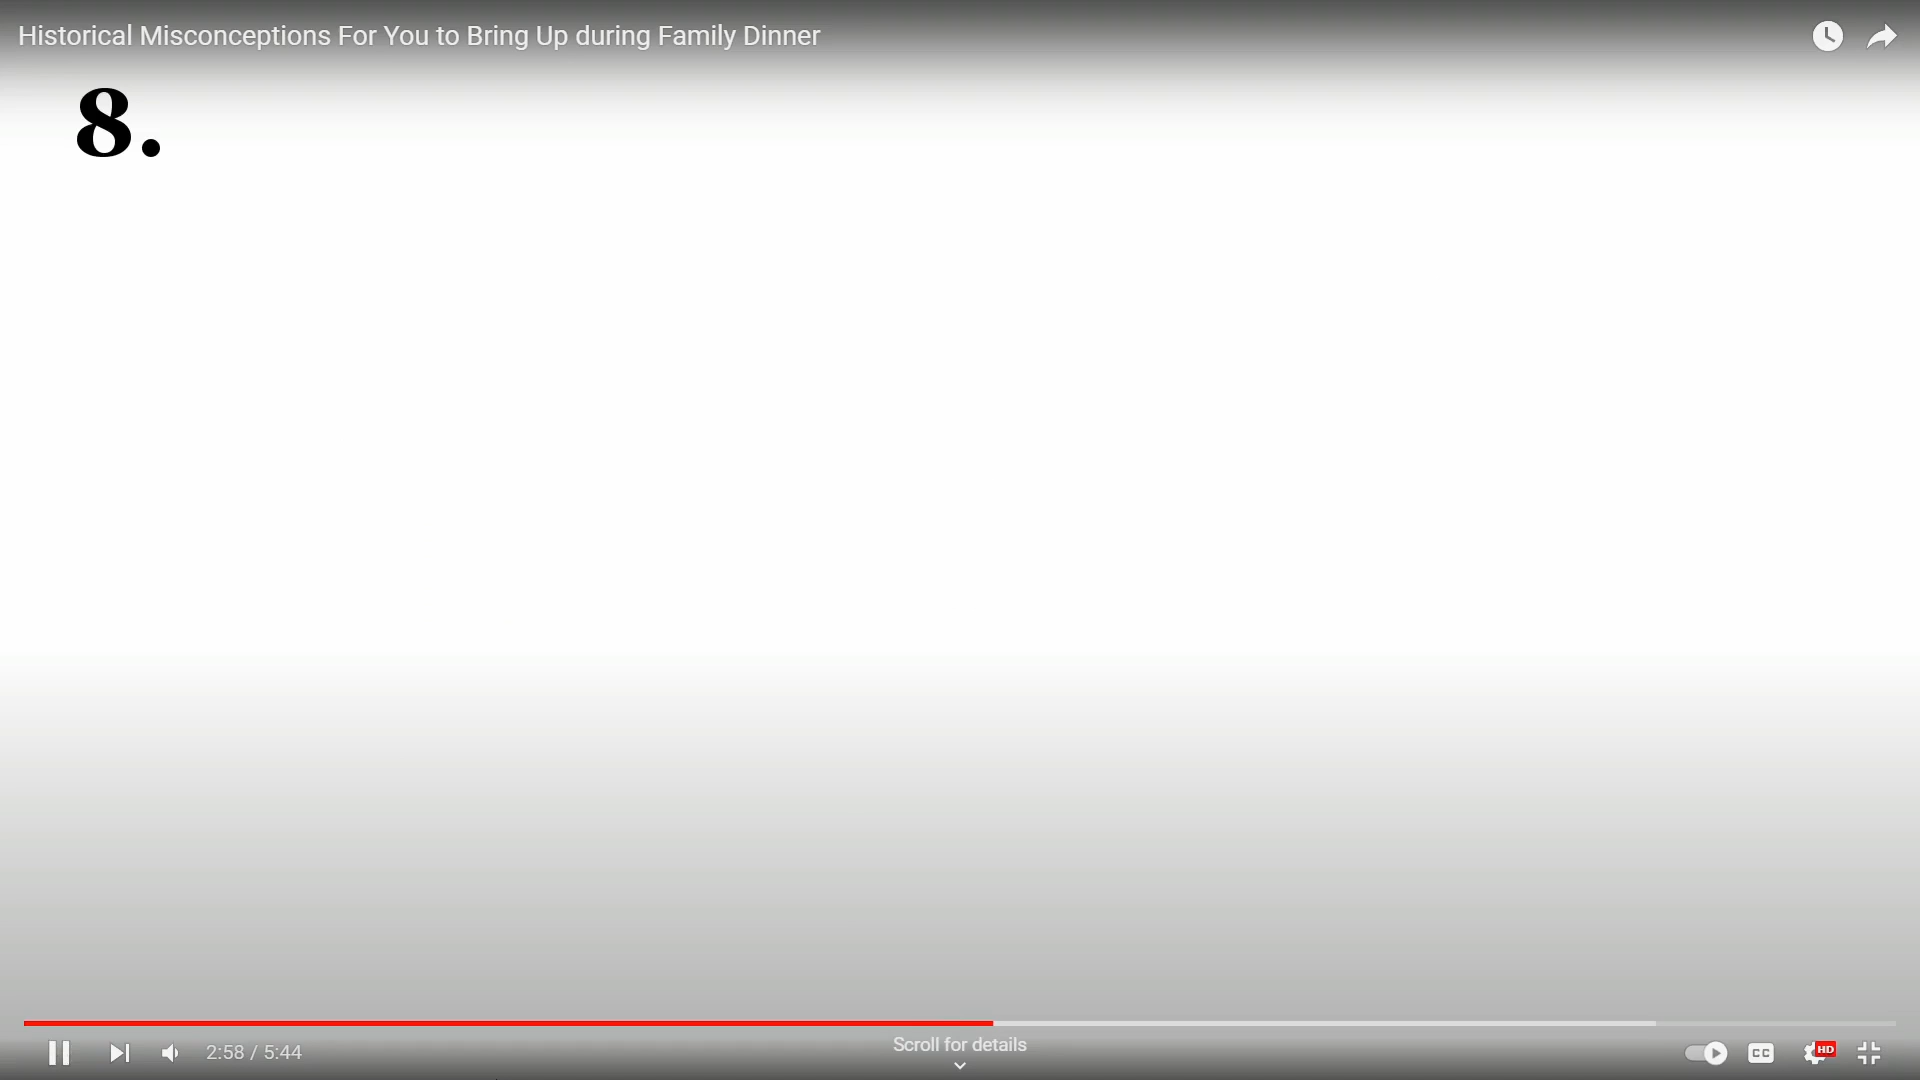 Historical Misconceptions For You to Bring Up during Family Dinner
8.
Scroll for details
2:58 / 5:44
CC
HD